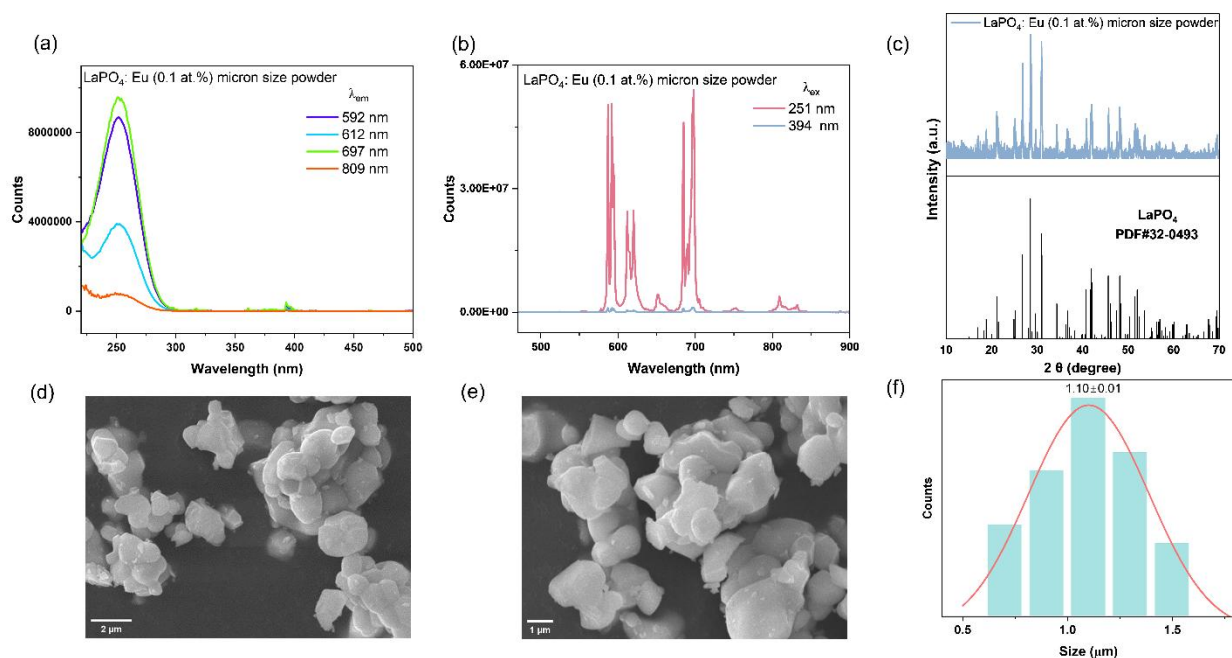 (a)
LaPO₄: Eu (0.1 at.%) micron size powder
λem
592 nm
612 nm
697 nm
809 nm
8000000
4000000
0
Counts
250 300 350 400 450 500
Wavelength (nm)
(b)
6.00E+07
LaPO₄: Eu (0.1 at.%) micron size powder
λex
251 nm
394 nm
3.00E+07
0.00E+00
Counts
500 600 700 800 900
Wavelength (nm)
(c)
LaPO₄: Eu (0.1 at.%) micron size powder
Intensity (a.u.)
LaPO₄
PDF#32-0493
10 20 30 40 50 60 70
2 θ (degree)
(d)
2 μm
(e)
1 μm
(f)
1.10±0.01
Counts
0.5 1.0 1.5
Size (μm)